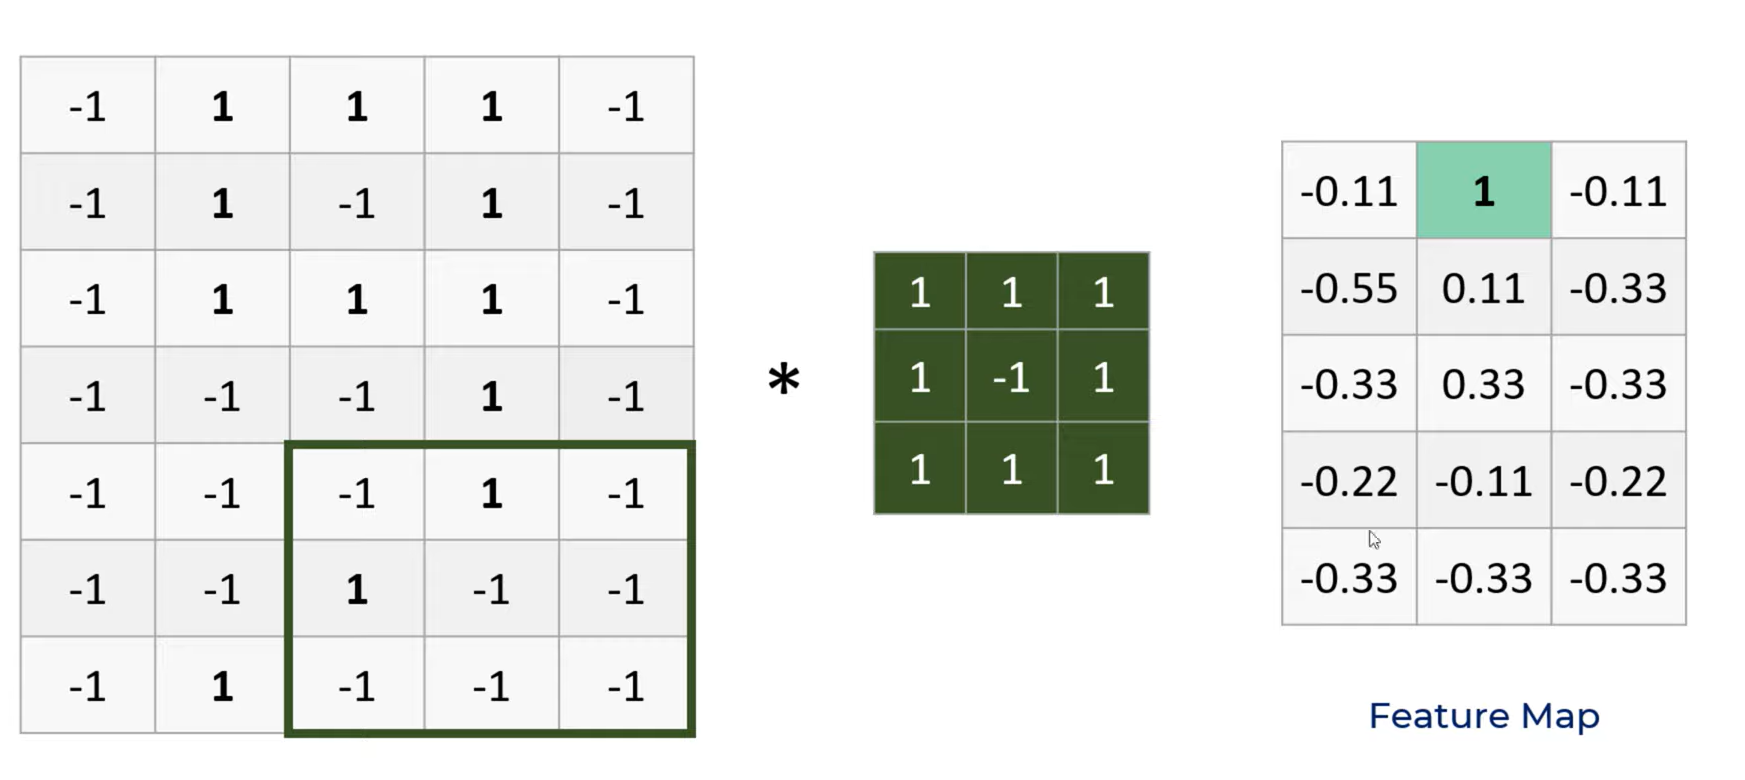 -1 1 1 1 -1
-1 1 -1 1 -1
-1 1 1 1 -1
-1 -1 -1 1 -1
-1 -1 -1 1 -1
-1 -1 1 -1 -1
-1 1 -1 -1 -1
*
1 1 1
1 -1 1
1 1 1
-0.11 1 -0.11
-0.55 0.11 -0.33
-0.33 0.33 -0.33
-0.22 -0.11 -0.22
-0.33 -0.33 -0.33
Feature Map